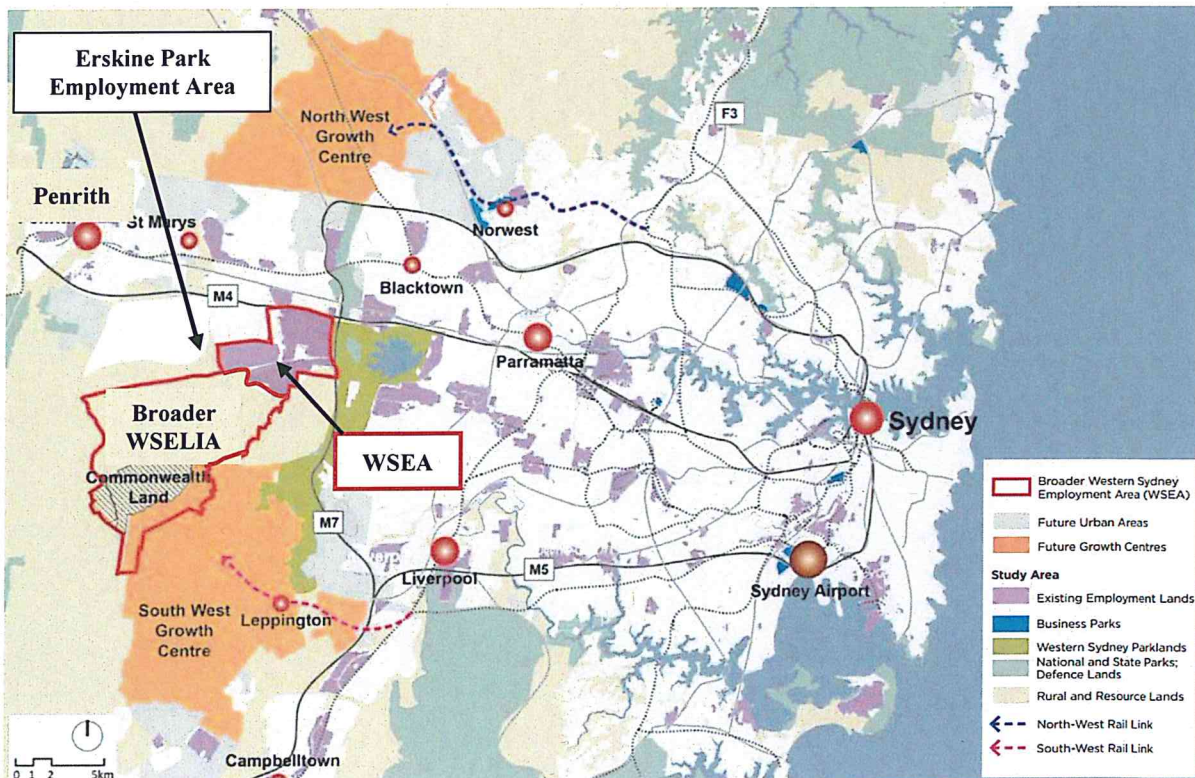 Erskine Park
Employment Area
North West
Growth
Centre
F3
Penrith
St Marys
Norwest
Blacktown
M4
Parramatta
Sydney
Broader
WSELIA
WSEA
Commonwealth
Land
M7
Liverpool
M5
Sydney Airport
South West
Growth
Centre
Leppington
Campbelltown
0 1 2 5km
Broader Western Sydney
Employment Area (WSEA)
Future Urban Areas
Future Growth Centres
Study Area
Existing Employment Lands
Business Parks
Western Sydney Parklands
National and State Parks;
Defence Lands
Rural and Resource Lands
North-West Rail Link
South-West Rail Link